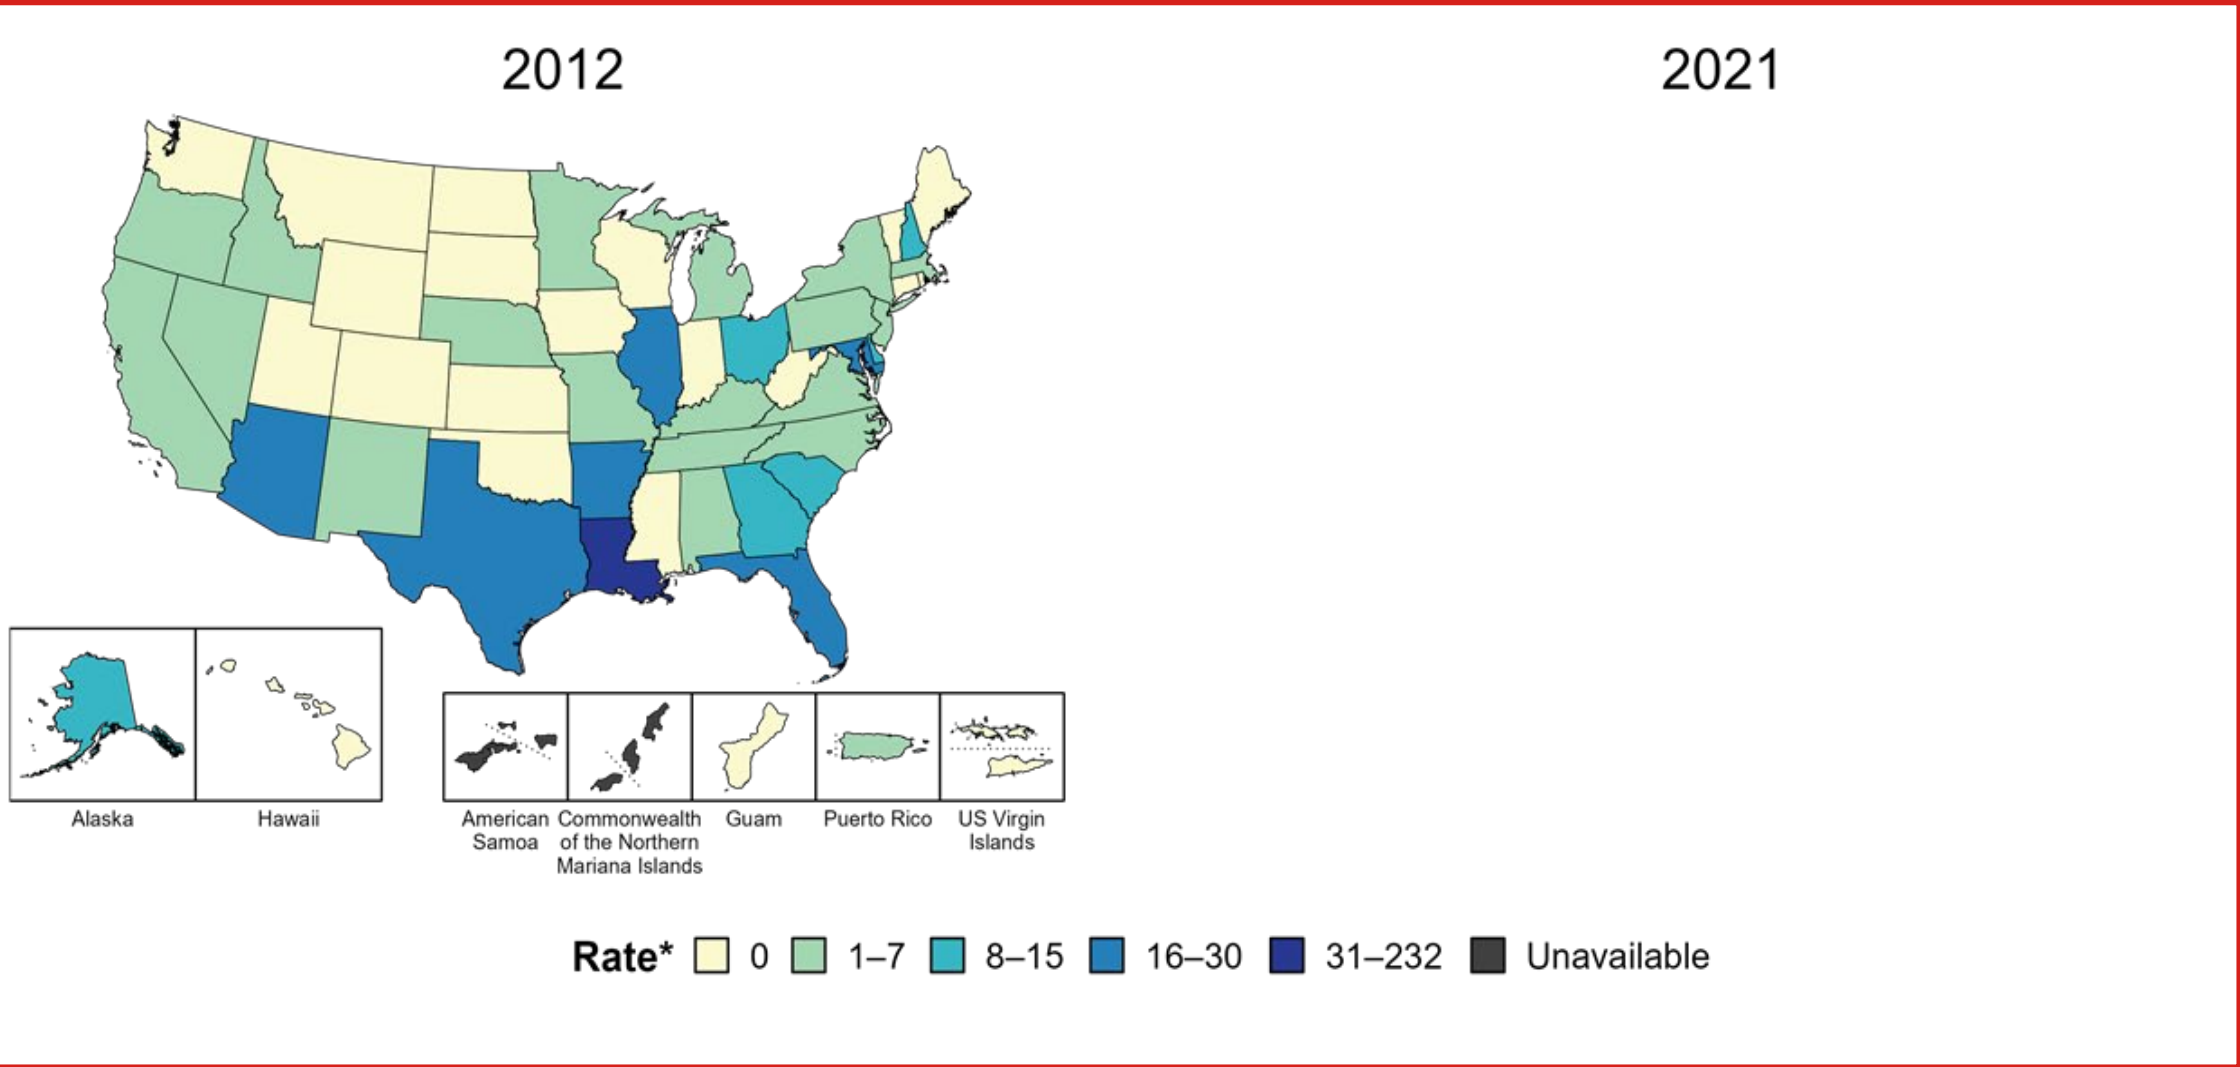 2012
2021
Alaska
Hawaii
American Samoa
Commonwealth of the Northern Mariana Islands
Guam
Puerto Rico
US Virgin Islands
Rate* 0 1–7 8–15 16–30 31–232 Unavailable